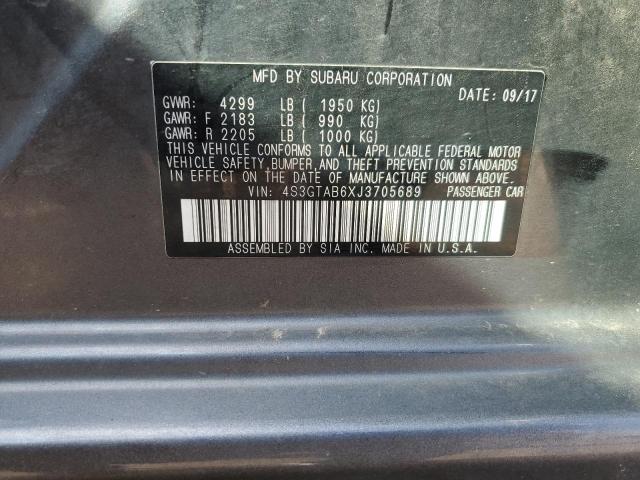 MFD BY SUBARU CORPORATION
DATE: 09/17
GVWR: 4299 LB ( 1950 KG)
GAWR: F 2183 LB ( 990 KG)
GAWR: R 2205 LB ( 1000 KG)
THIS VEHICLE CONFORMS TO ALL APPLICABLE FEDERAL MOTOR
VEHICLE SAFETY, BUMPER, AND THEFT PREVENTION STANDARDS
IN EFFECT ON THE DATE OF MANUFACTURE SHOWN ABOVE.
VIN: 4S3GTAB6XJ3705689 PASSENGER CAR
ASSEMBLED BY SIA INC. MADE IN U.S.A.